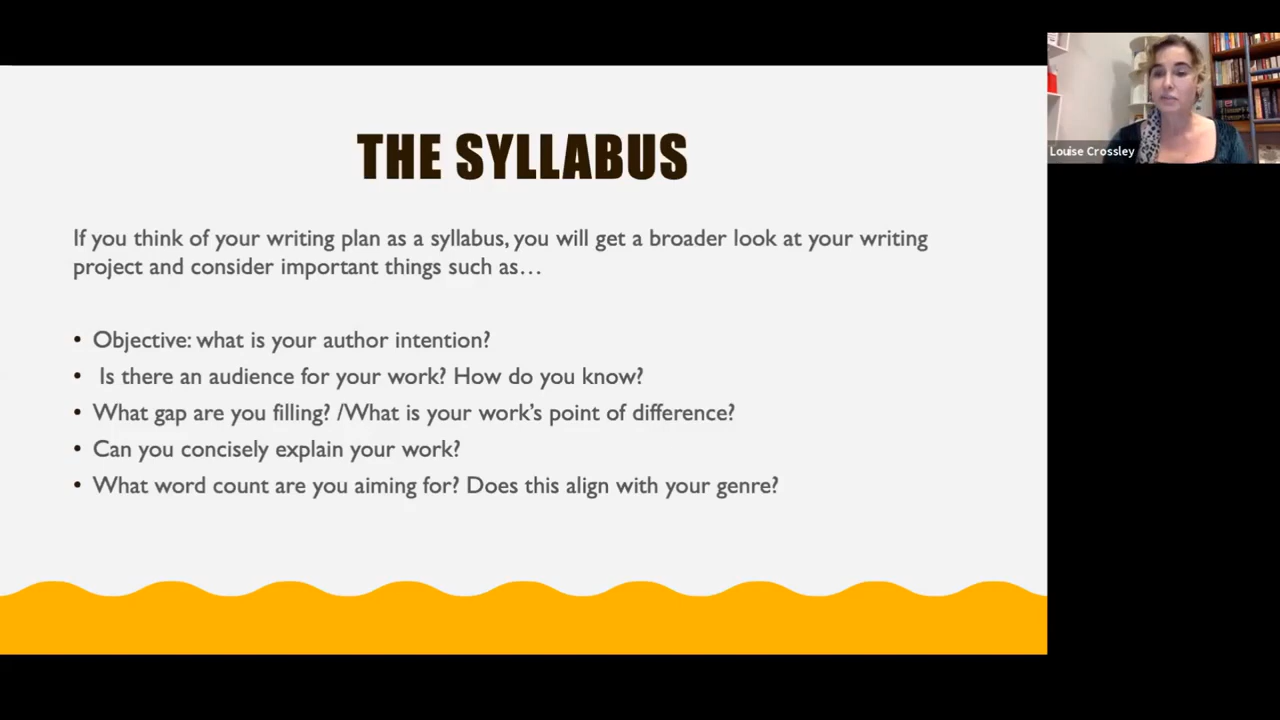 THE SYLLABUS
If you think of your writing plan as a syllabus, you will get a broader look at your writing
project and consider important things such as…
• Objective: what is your author intention?
• Is there an audience for your work? How do you know?
• What gap are you filling? /What is your work's point of difference?
• Can you concisely explain your work?
• What word count are you aiming for? Does this align with your genre?
Louise Crossley